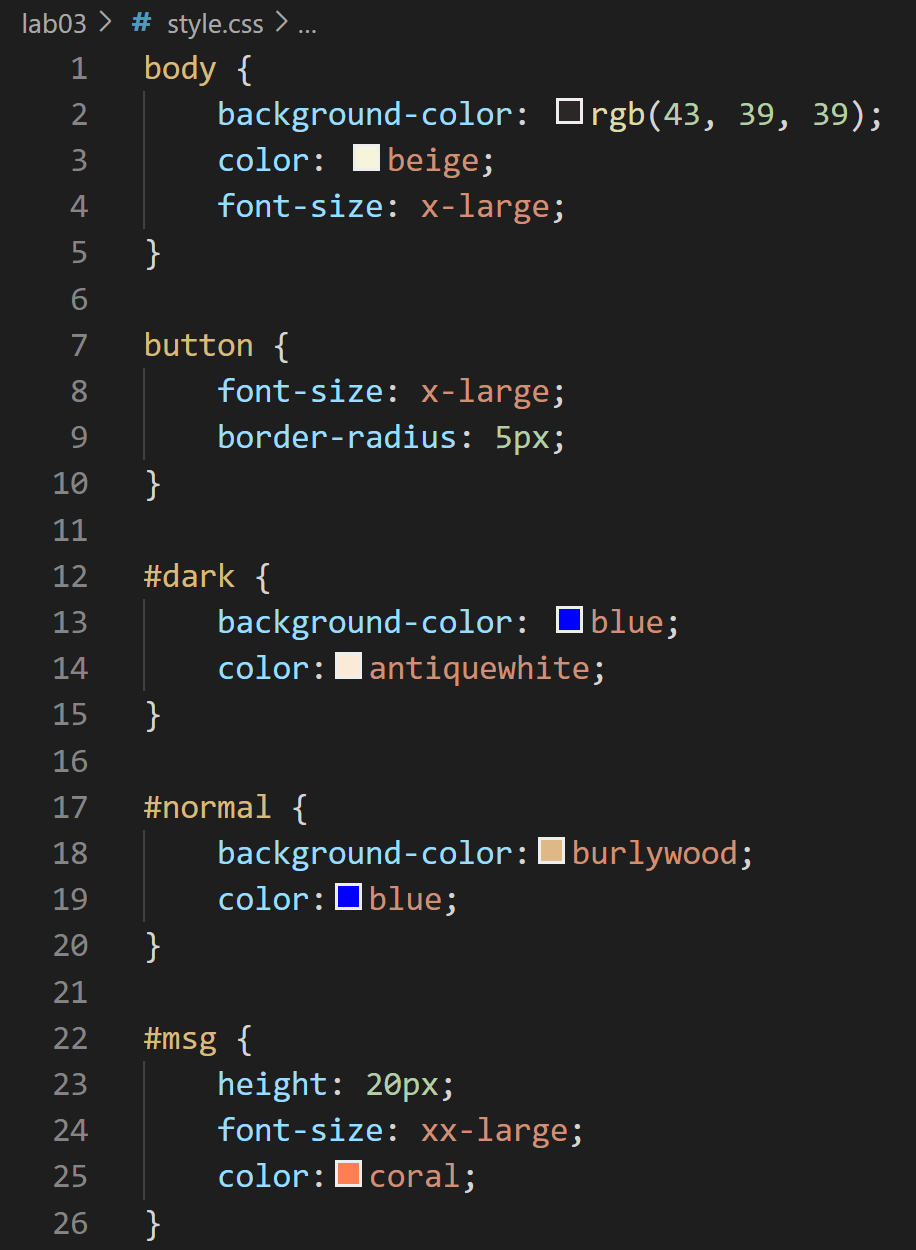 lab03 > # style.css > ...
1 body {
2     background-color: rgb(43, 39, 39);
3     color: beige;
4     font-size: x-large;
5 }
6
7 button {
8     font-size: x-large;
9     border-radius: 5px;
10 }
11
12 #dark {
13     background-color: blue;
14     color:antiquewhite;
15 }
16
17 #normal {
18     background-color:burlywood;
19     color:blue;
20 }
21
22 #msg {
23     height: 20px;
24     font-size: xx-large;
25     color:coral;
26 }